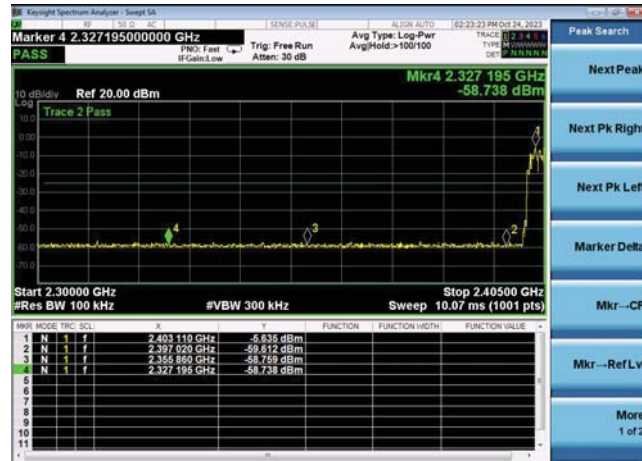 Keysight Spectrum Analyzer - Swept SA
RF 50 Ω AC SENSE:PULSE ALIGN AUTO 02:23:23 PM Oct 24, 2023
Marker 4 2.327195000000 GHz
PNO: Fast
IFGain:Low
Trig: Free Run
Atten: 30 dB
Avg Type: Log-Pwr
Avg|Hold:>100/100
TRACE 1 2 3 4 5 6
TYPE M
DET P N N N N N
PASS
Mkr4 2.327 195 GHz
-58.738 dBm
10 dB/div Ref 20.00 dBm
Log
Trace 2 Pass
10.0
0.00
-10.0
-20.0
-30.0
-40.0
-50.0
-60.0
-70.0
1
4
3
2
Start 2.30000 GHz Stop 2.40500 GHz
#Res BW 100 kHz #VBW 300 kHz Sweep 10.07 ms (1001 pts)
MKR MODE TRC SCL X Y FUNCTION FUNCTION WIDTH FUNCTION VALUE
1 N 1 f 2.403 110 GHz -5.635 dBm
2 N 1 f 2.397 020 GHz -59.612 dBm
3 N 1 f 2.355 860 GHz -58.759 dBm
4 N 1 f 2.327 195 GHz -58.738 dBm
5
6
7
8
9
10
11
Peak Search
Next Peak
Next Pk Right
Next Pk Left
Marker Delta
Mkr→CF
Mkr→Ref Lvl
More
1 of 2